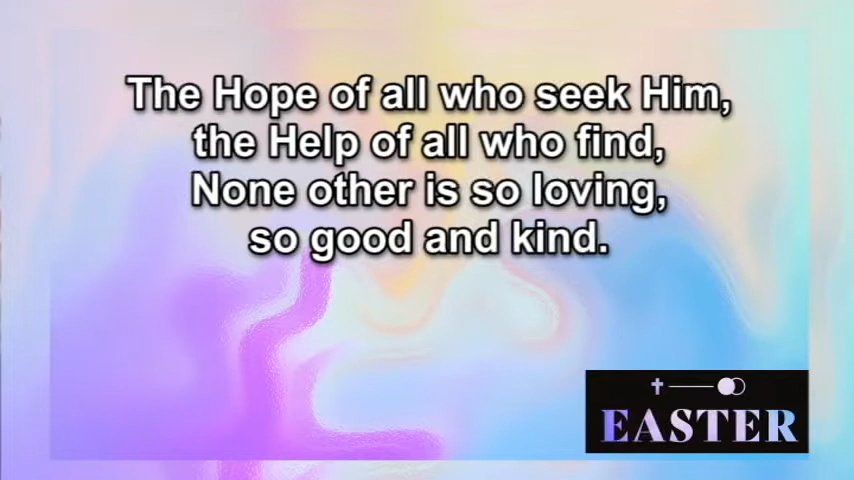 The Hope of all who seek Him,
the Help of all who find,
None other is so loving,
so good and kind.
EASTER